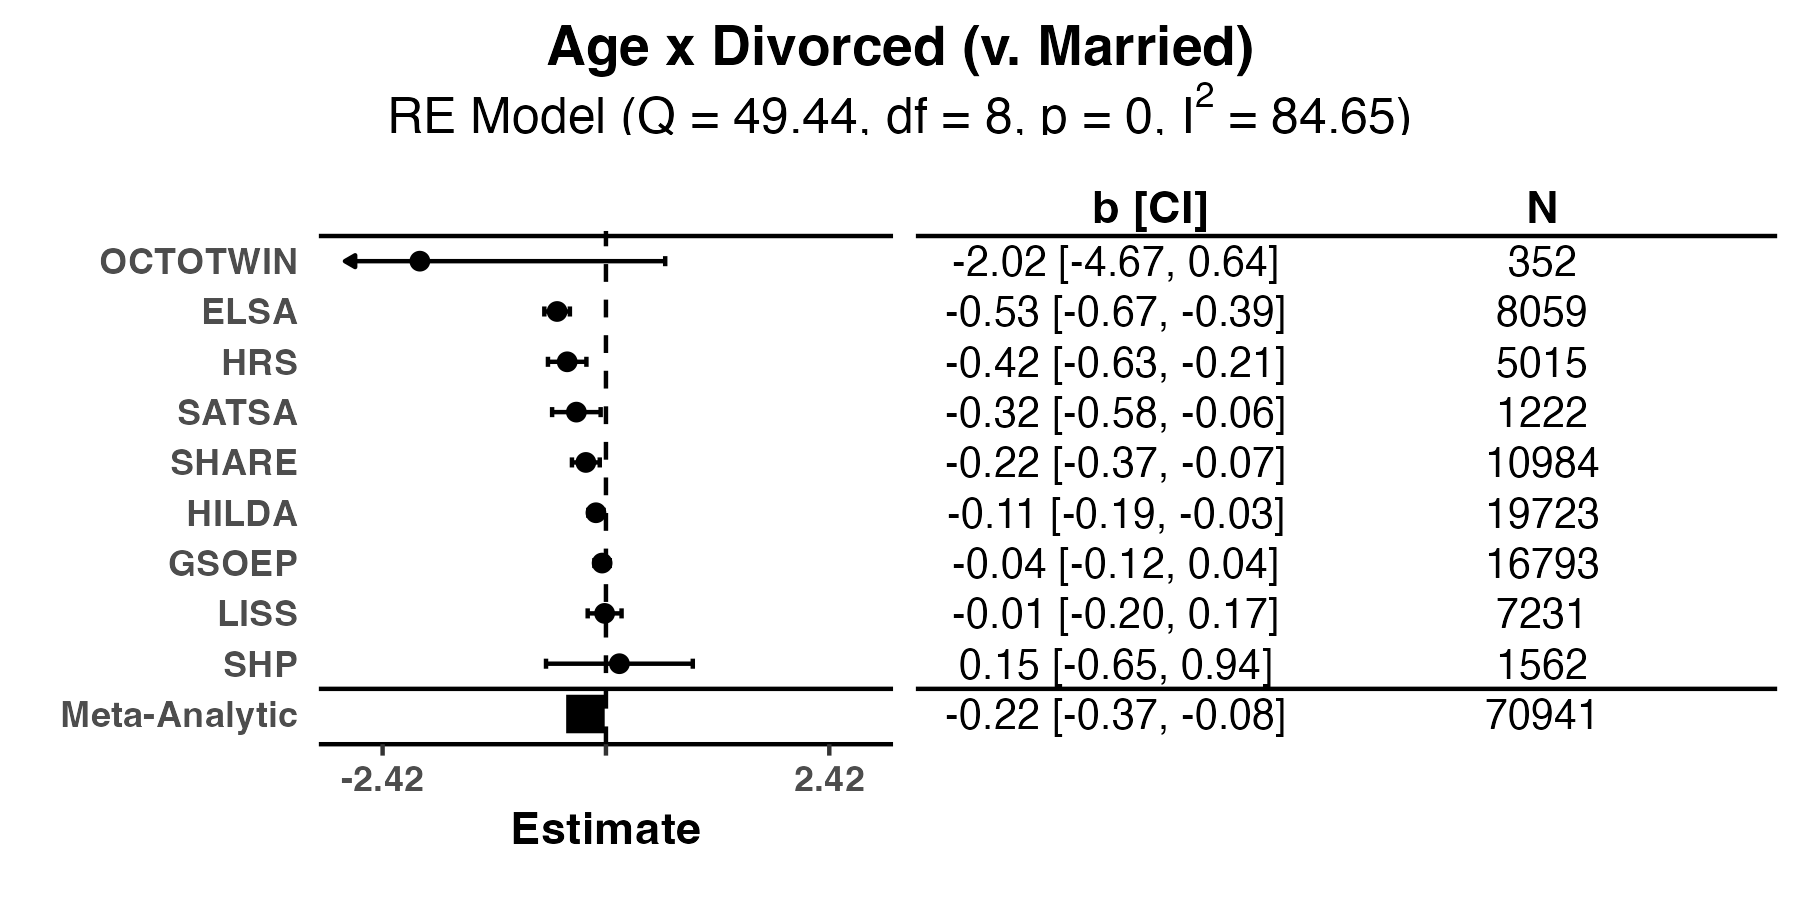 Age x Divorced (v. Married)
RE Model (Q = 49.44, df = 8, p = 0, I² = 84.65)
b [CI] N
OCTOTWIN -2.02 [-4.67, 0.64] 352
ELSA -0.53 [-0.67, -0.39] 8059
HRS -0.42 [-0.63, -0.21] 5015
SATSA -0.32 [-0.58, -0.06] 1222
SHARE -0.22 [-0.37, -0.07] 10984
HILDA -0.11 [-0.19, -0.03] 19723
GSOEP -0.04 [-0.12, 0.04] 16793
LISS -0.01 [-0.20, 0.17] 7231
SHP 0.15 [-0.65, 0.94] 1562
Meta-Analytic -0.22 [-0.37, -0.08] 70941
-2.42 2.42
Estimate